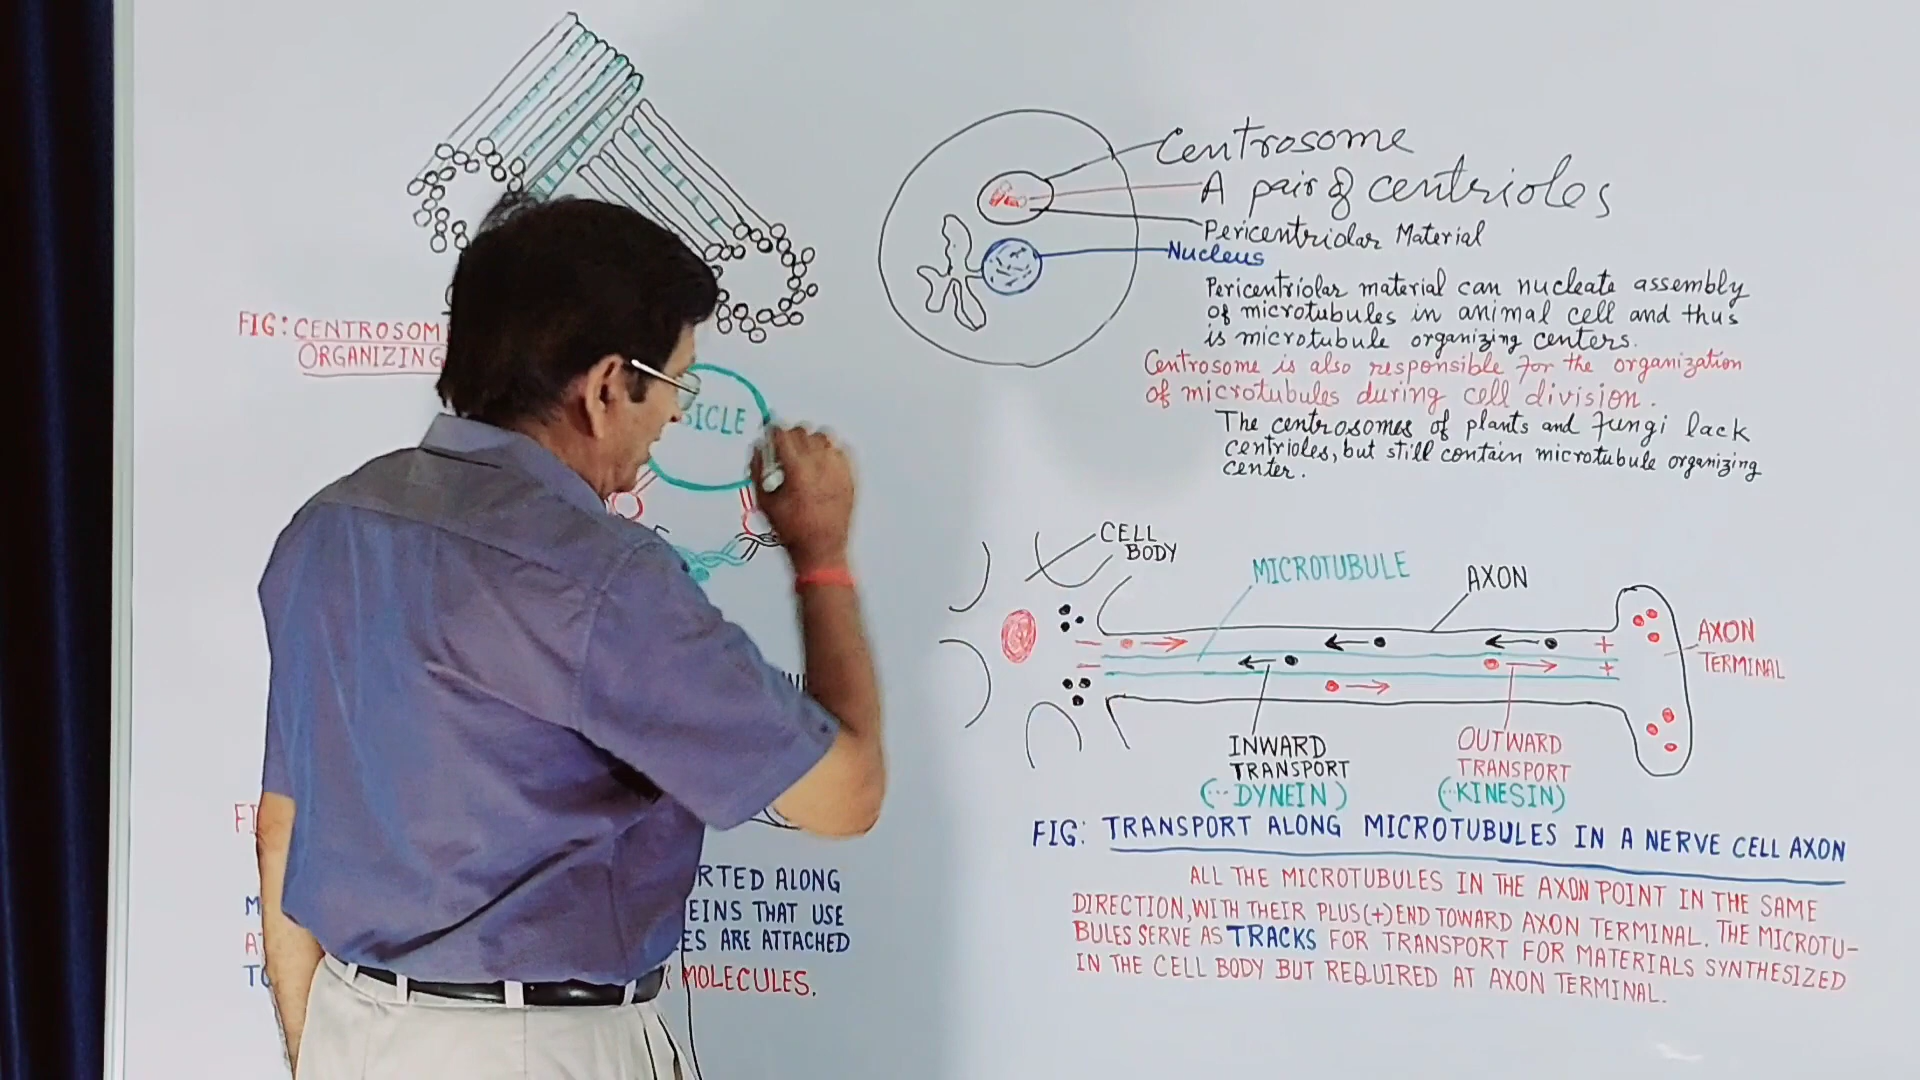 FIG: CENTROSOM
ORGANIZING
SICLE
RTED ALONG
EINS THAT USE
ES ARE ATTACHED
MOLECULES.
Centrosome
A pair of centrioles
Pericentriolar Material
Nucleus
Pericentriolar material can nucleate assembly
of microtubules in animal cell and thus
is microtubule organizing centers.
Centrosome is also responsible for the organization
of microtubules during cell division.
The centrosomes of plants and fungi lack
centrioles, but still contain microtubule organizing
center.
CELL
BODY
MICROTUBULE
AXON
AXON
TERMINAL
INWARD
TRANSPORT
(...DYNEIN)
OUTWARD
TRANSPORT
(...KINESIN)
FIG: TRANSPORT ALONG MICROTUBULES IN A NERVE CELL AXON
ALL THE MICROTUBULES IN THE AXON POINT IN THE SAME
DIRECTION, WITH THEIR PLUS(+) END TOWARD AXON TERMINAL. THE MICROTU-
BULES SERVE AS TRACKS FOR TRANSPORT FOR MATERIALS SYNTHESIZED
IN THE CELL BODY BUT REQUIRED AT AXON TERMINAL.